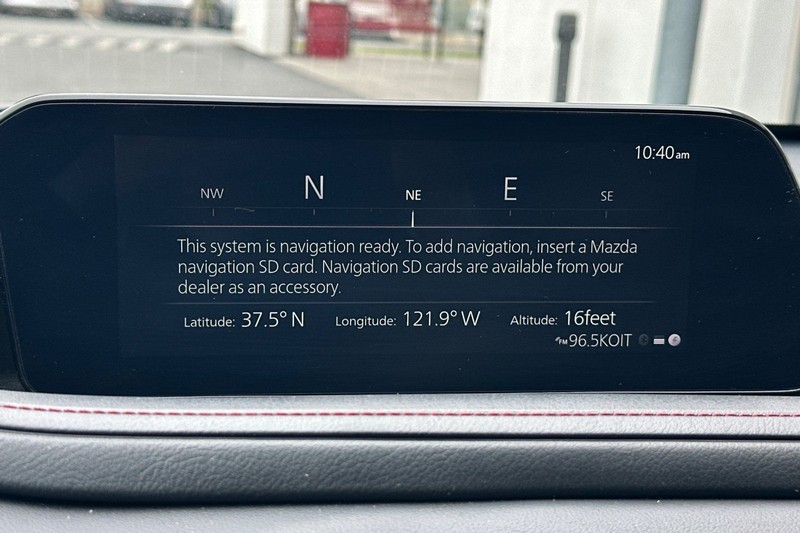 10:40am
NW N NE E SE
This system is navigation ready. To add navigation, insert a Mazda
navigation SD card. Navigation SD cards are available from your
dealer as an accessory.
Latitude: 37.5° N Longitude: 121.9° W Altitude: 16feet
FM 96.5KOIT